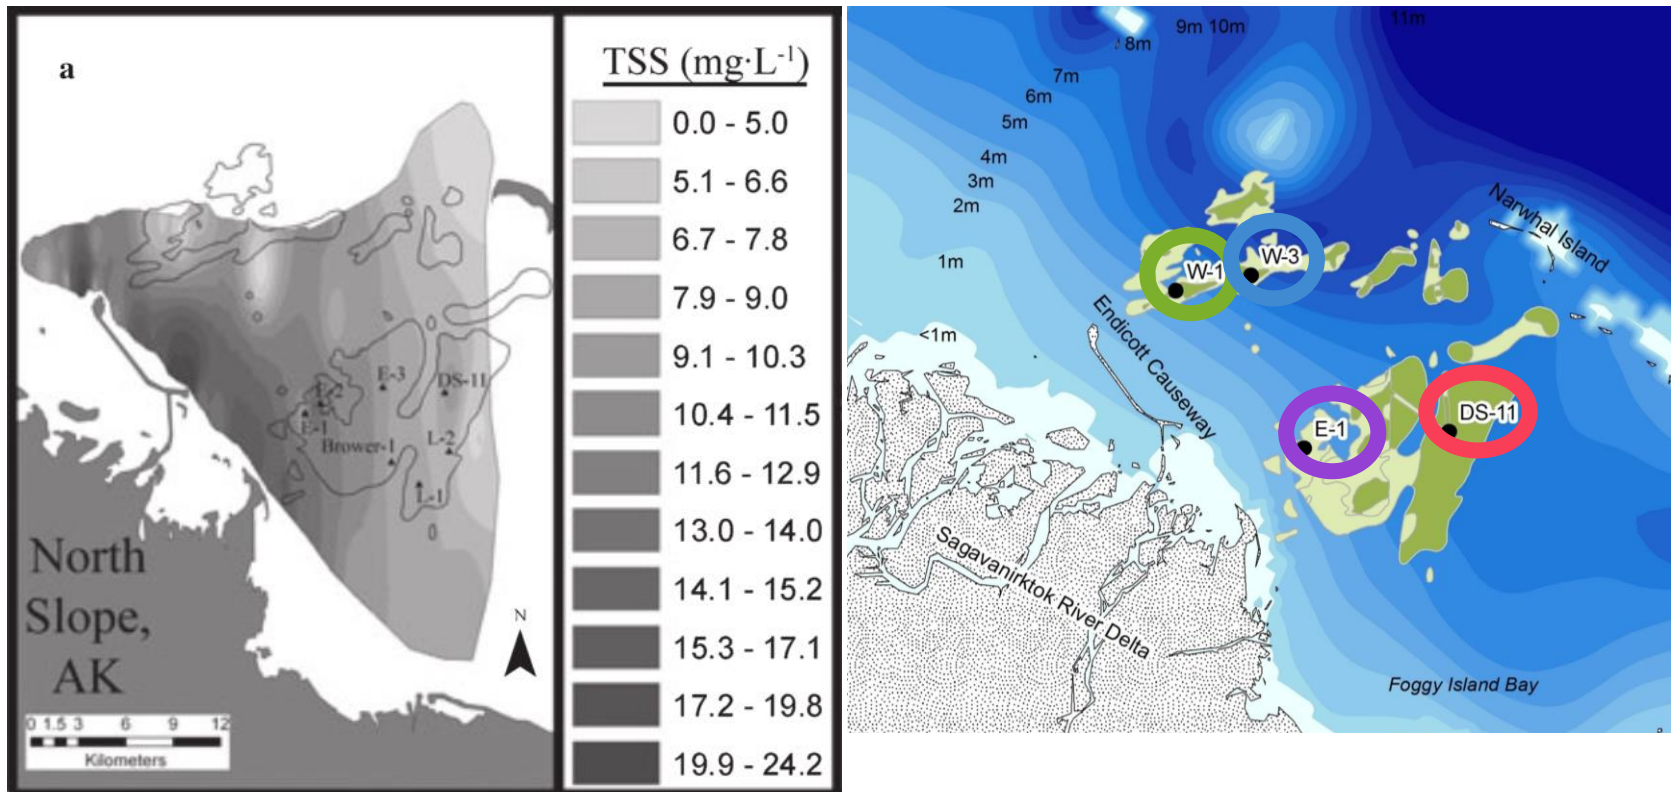 a
TSS (mg·L-1)
0.0 - 5.0
5.1 - 6.6
6.7 - 7.8
7.9 - 9.0
9.1 - 10.3
10.4 - 11.5
11.6 - 12.9
13.0 - 14.0
14.1 - 15.2
15.3 - 17.1
17.2 - 19.8
19.9 - 24.2
E-3
DS-11
E-2
E-1
Brower-1
L-2
L-1
North
Slope,
AK
N
0 1.5 3 6 9 12
Kilometers
11m
9m 10m
8m
7m
6m
5m
4m
3m
2m
1m
<1m
Narwhal Island
W-1
W-3
Endicott Causeway
E-1
DS-11
Sagavanirktok River Delta
Foggy Island Bay